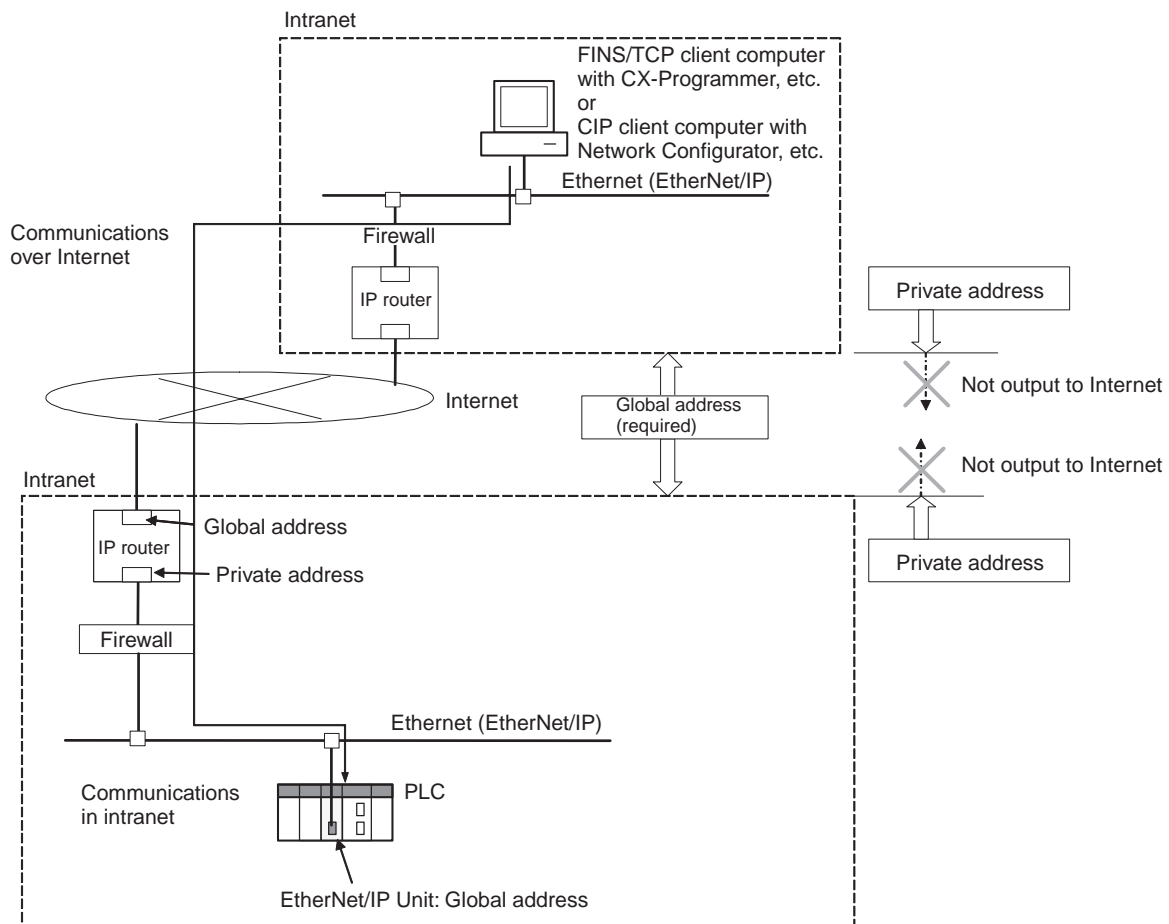 Intranet
FINS/TCP client computer
with CX-Programmer, etc.
or
CIP client computer with
Network Configurator, etc.
Ethernet (EtherNet/IP)
Communications
over Internet
Firewall
IP router
Private address
Internet
Global address
(required)
Not output to Internet
Not output to Internet
Intranet
Global address
IP router
Private address
Private address
Firewall
Ethernet (EtherNet/IP)
Communications
in intranet
PLC
EtherNet/IP Unit: Global address